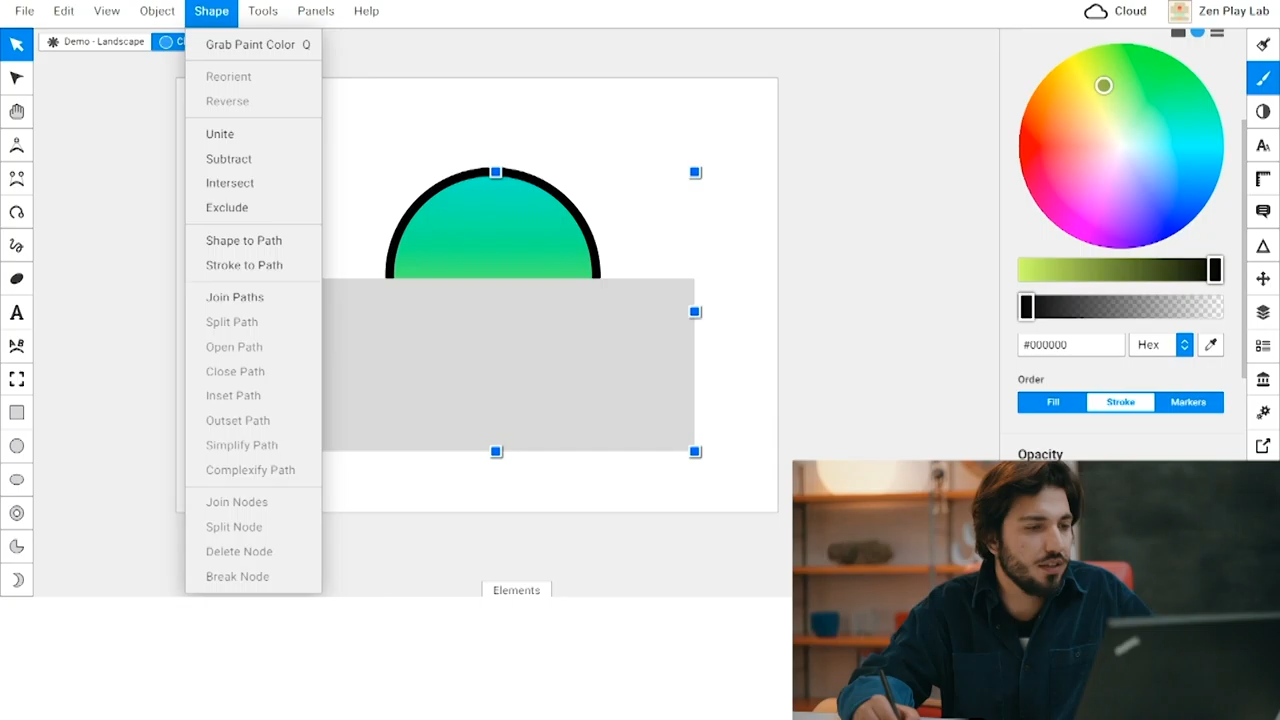 File Edit View Object Shape Tools Panels Help Cloud Zen Play Lab
Demo - Landscape
Grab Paint Color Q
Reorient
Reverse
Unite
Subtract
Intersect
Exclude
Shape to Path
Stroke to Path
Join Paths
Split Path
Open Path
Close Path
Inset Path
Outset Path
Simplify Path
Complexify Path
Join Nodes
Split Node
Delete Node
Break Node
#000000 Hex
Order
Fill Stroke Markers
Opacity
Elements